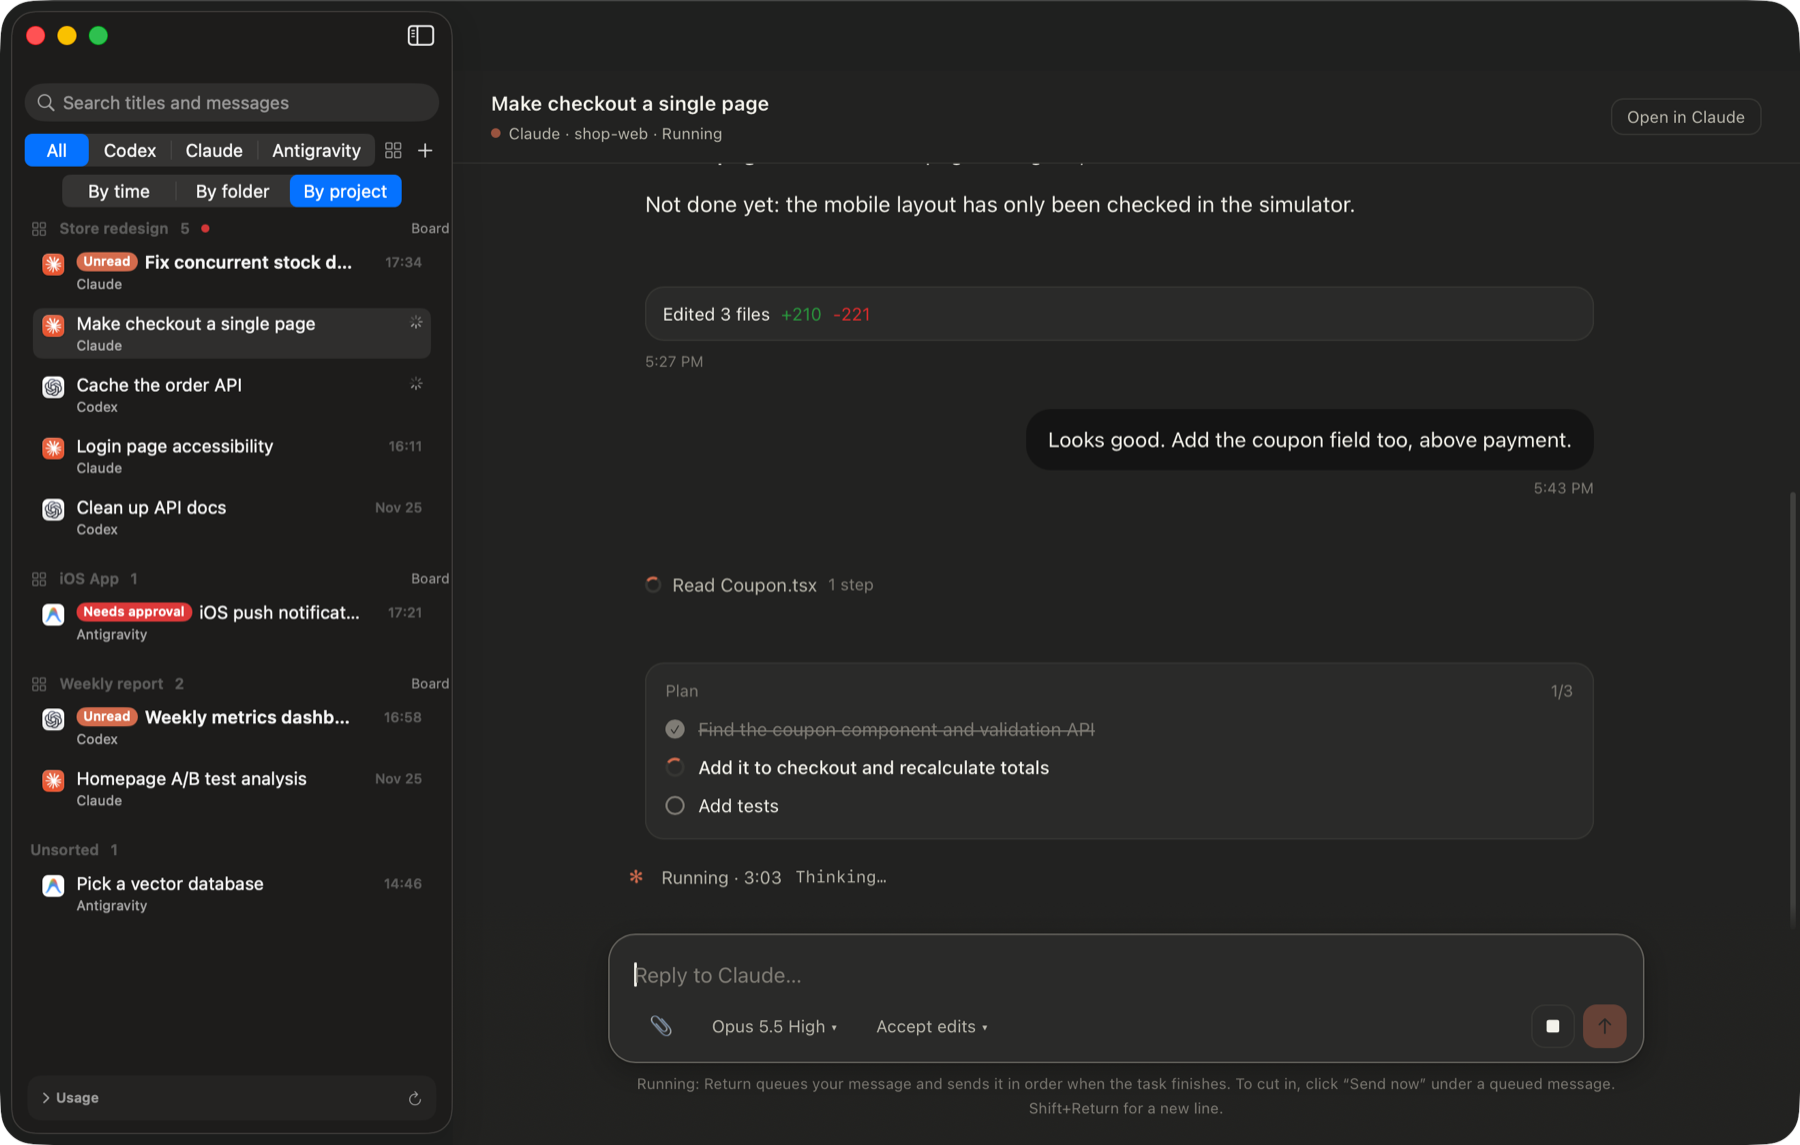 Search titles and messages
All Codex Claude Antigravity
By time By folder By project
Store redesign 5 Board
Unread Fix concurrent stock d... 17:34
Claude
Make checkout a single page
Claude
Cache the order API
Codex
Login page accessibility 16:11
Claude
Clean up API docs Nov 25
Codex
iOS App 1 Board
Needs approval iOS push notificat... 17:21
Antigravity
Weekly report 2 Board
Unread Weekly metrics dashb... 16:58
Codex
Homepage A/B test analysis Nov 25
Claude
Unsorted 1
Pick a vector database 14:46
Antigravity
Usage
Make checkout a single page
Claude · shop-web · Running
Open in Claude
Not done yet: the mobile layout has only been checked in the simulator.
Edited 3 files +210 -221
5:27 PM
Looks good. Add the coupon field too, above payment.
5:43 PM
Read Coupon.tsx 1 step
Plan 1/3
Find the coupon component and validation API
Add it to checkout and recalculate totals
Add tests
Running · 3:03 Thinking…
Reply to Claude...
Opus 5.5 High Accept edits
Running: Return queues your message and sends it in order when the task finishes. To cut in, click “Send now” under a queued message.
Shift+Return for a new line.